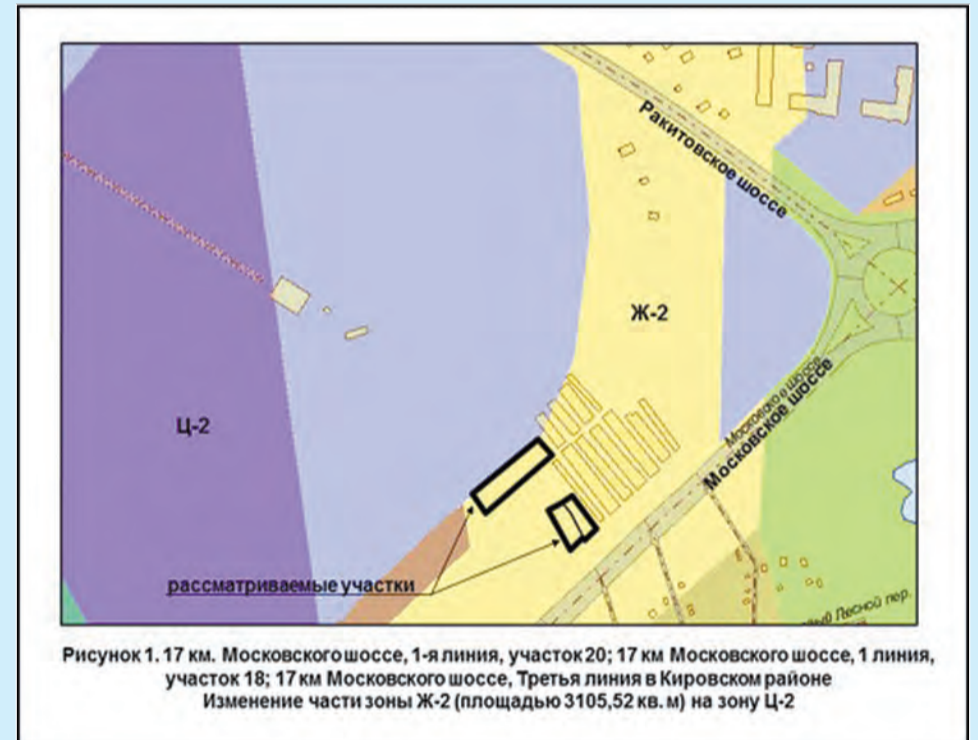 Ракитовское шоссе
Ж-2
Московское шоссе
Московское шоссе
Ц-2
рассматриваемые участки
Лесной пер.
Рисунок 1. 17 км. Московского шоссе, 1-я линия, участок 20; 17 км Московского шоссе, 1 линия,
участок 18; 17 км Московского шоссе, Третья линия в Кировском районе
Изменение части зоны Ж-2 (площадью 3105,52 кв. м) на зону Ц-2